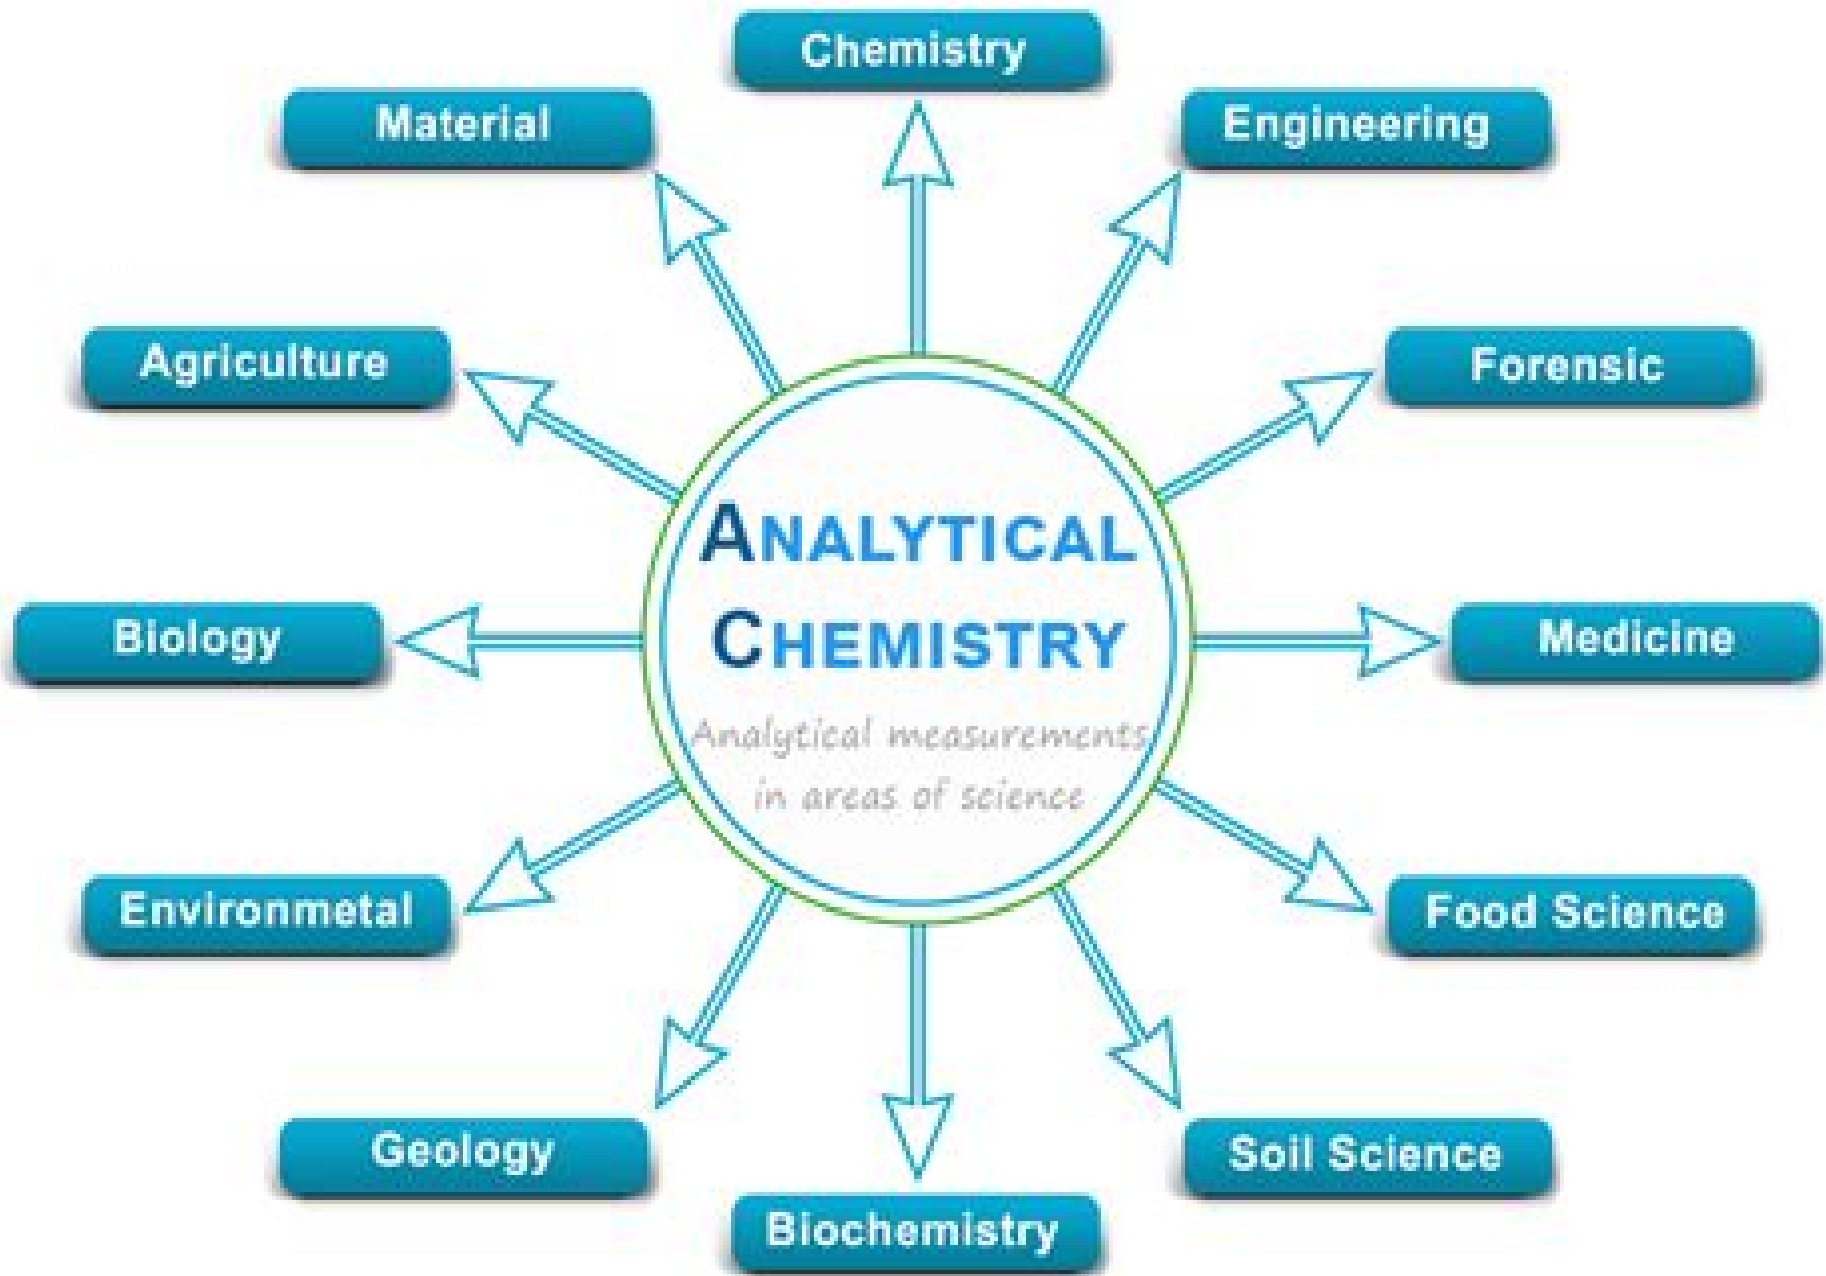 Chemistry
Material
Engineering
Agriculture
Forensic
ANALYTICAL
CHEMISTRY
Analytical measurements
in areas of science
Biology
Medicine
Environmetal
Food Science
Geology
Soil Science
Biochemistry